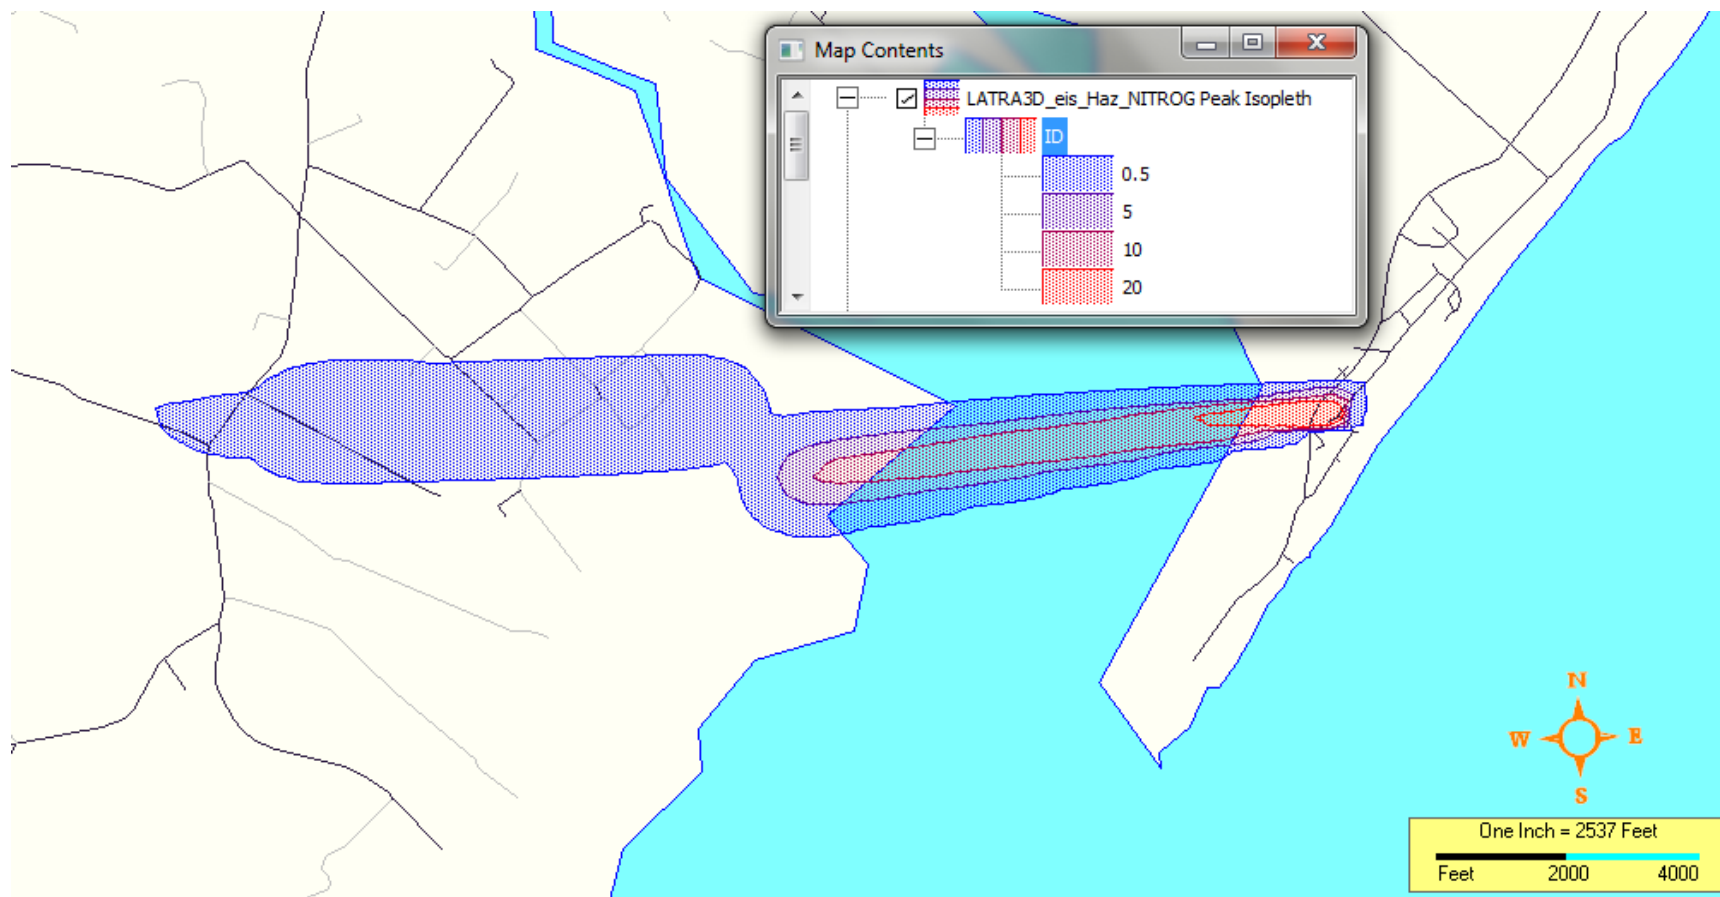 Map Contents
LATRA3D_eis_Haz_NITROG Peak Isopleth
ID
0.5
5
10
20
N
W E
S
One Inch = 2537 Feet
Feet 2000 4000